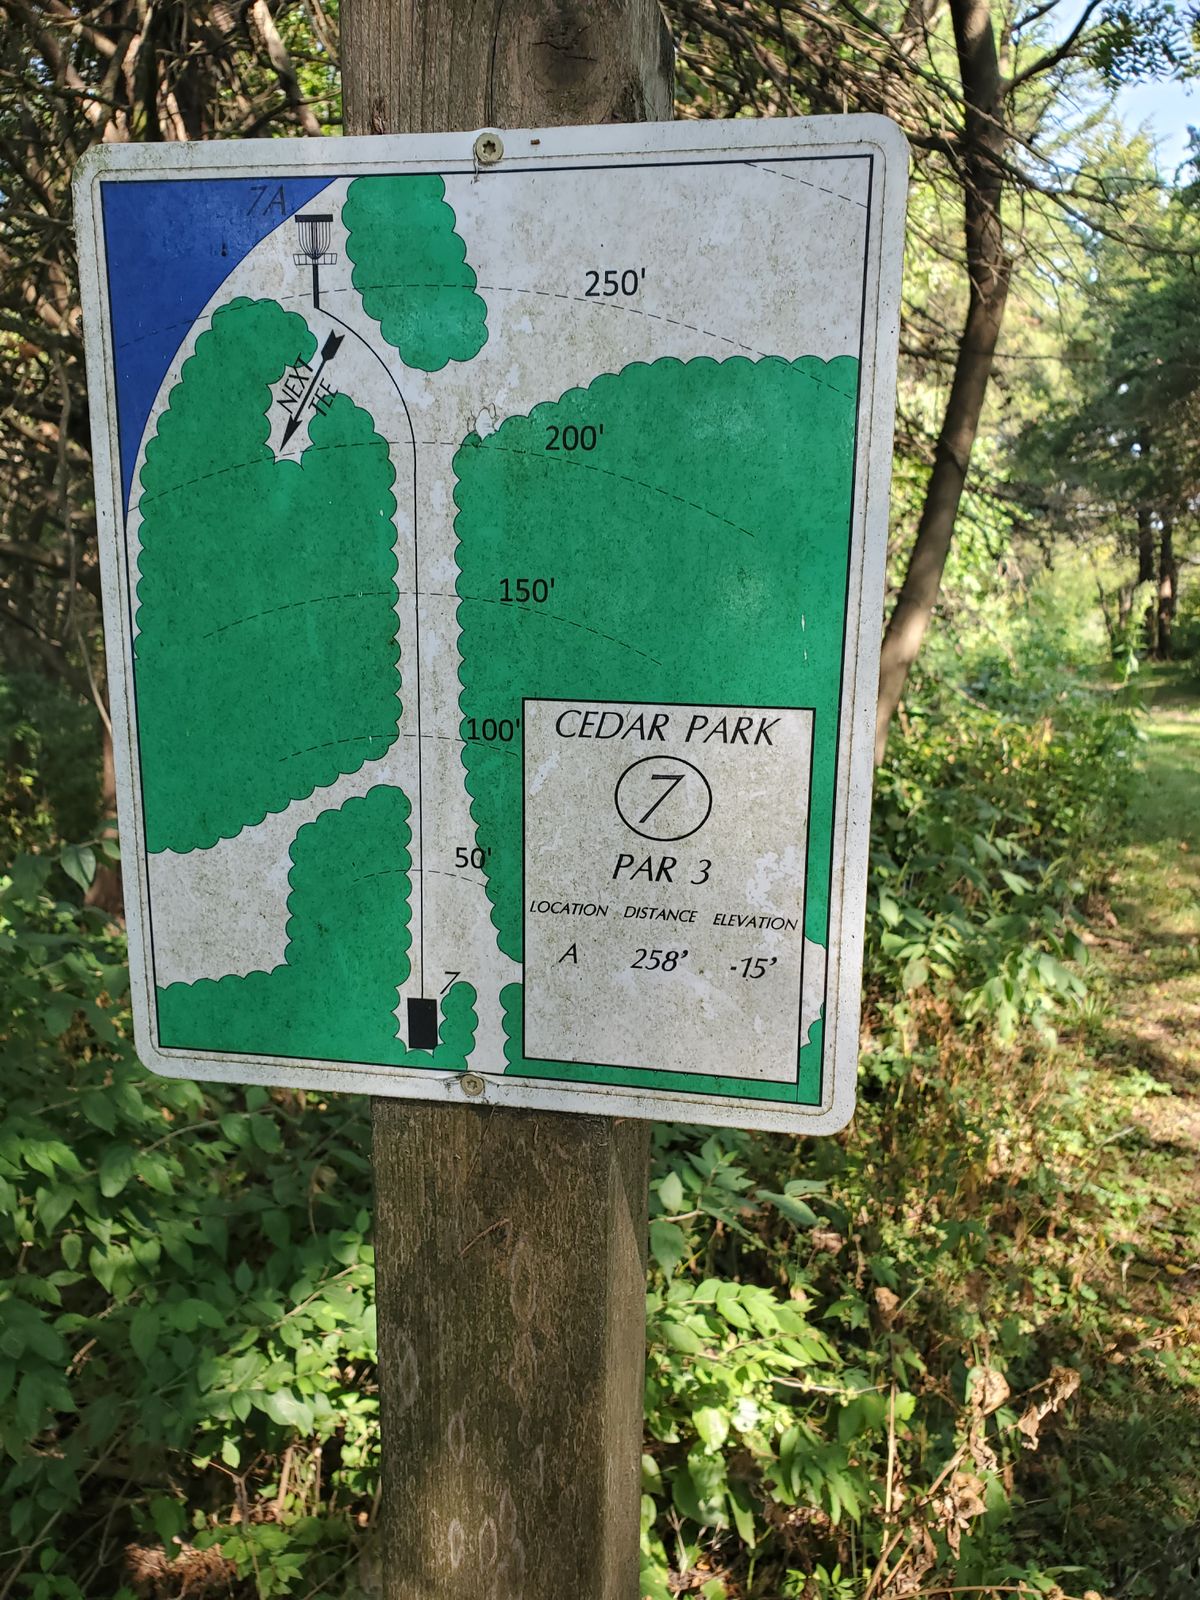 7A
250'
NEXT
TEE
200'
150'
100'
50'
7
CEDAR PARK
7
PAR 3
LOCATION DISTANCE ELEVATION
A 258' -15'